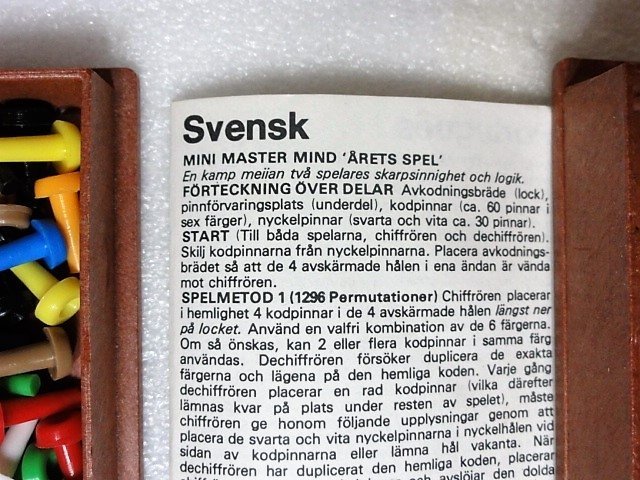 Svensk
MINI MASTER MIND 'ÅRETS SPEL'
En kamp meiian två spelares skarpsinnighet och logik.
FÖRTECKNING ÖVER DELAR Avkodningsbräde (lock),
pinnförvaringsplats (underdel), kodpinnar (ca. 60 pinnar i
sex färger), nyckelpinnar (svarta och vita ca. 30 pinnar).
START (Till båda spelarna, chiffrören och dechiffrören).
Skilj kodpinnarna från nyckelpinnarna. Placera avkodnings-
brädet så att de 4 avskärmade hålen i ena ändan är vända
mot chiffrören.
SPELMETOD 1 (1296 Permutationer) Chiffrören placerar
i hemlighet 4 kodpinnar i de 4 avskärmade hålen längst ner
på locket. Använd en valfri kombination av de 6 färgerna.
Om så önskas, kan 2 eller flera kodpinnar i samma färg
användas. Dechiffrören försöker duplicera de exakta
färgerna och lägena på den hemliga koden. Varje gång
dechiffrören placerar en rad kodpinnar (vilka därefter
lämnas kvar på plats under resten av spelet), måste
chiffrören ge honom följande upplysningar genom att
placera de svarta och vita nyckelpinnarna i nyckelhålen vid
sidan av kodpinnarna eller lämna hål vakanta. När
dechiffrören har duplicerat den hemliga koden, placerar
och avslöjar den dolda